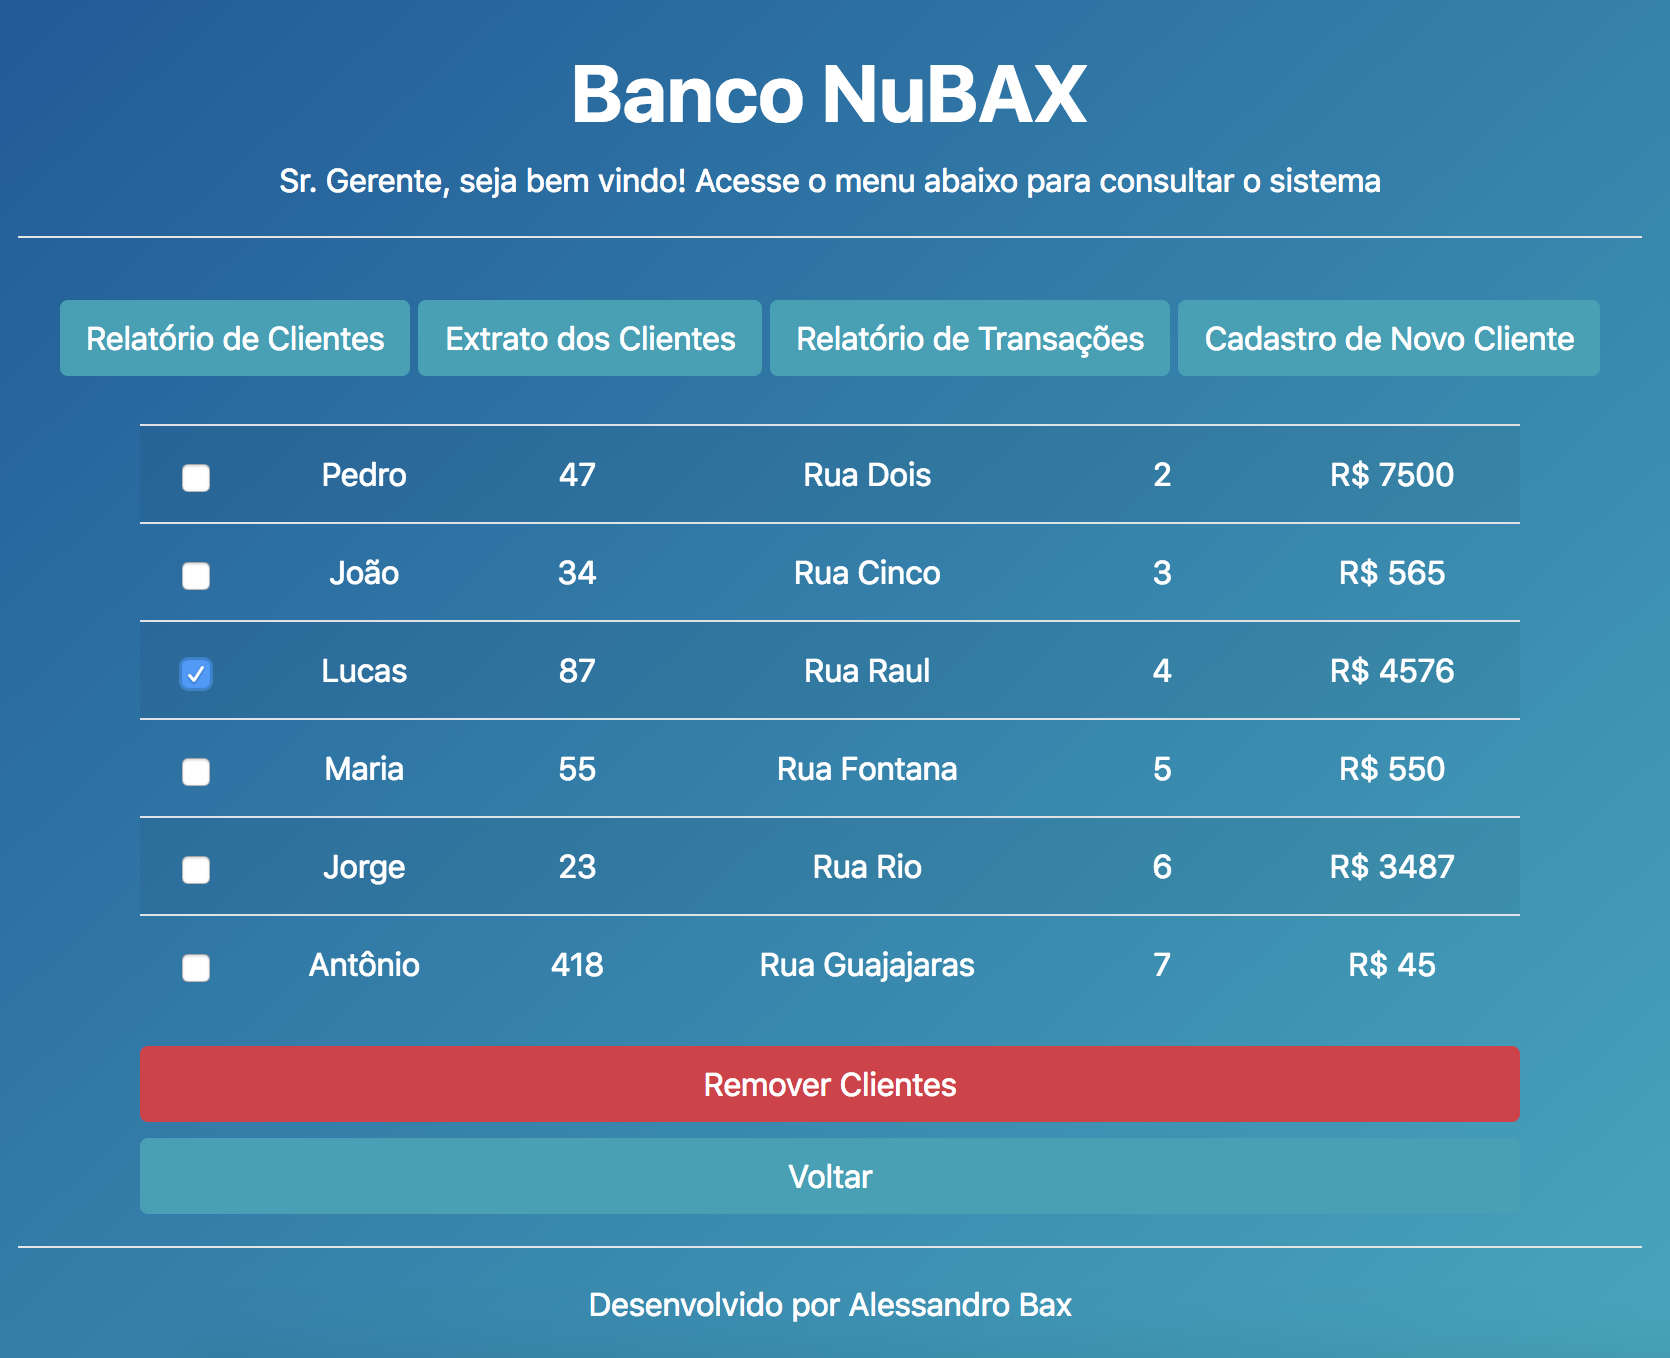 Banco NuBAX
Sr. Gerente, seja bem vindo! Acesse o menu abaixo para consultar o sistema
Relatório de Clientes Extrato dos Clientes Relatório de Transações Cadastro de Novo Cliente
Pedro 47 Rua Dois 2 R$ 7500
João 34 Rua Cinco 3 R$ 565
Lucas 87 Rua Raul 4 R$ 4576
Maria 55 Rua Fontana 5 R$ 550
Jorge 23 Rua Rio 6 R$ 3487
Antônio 418 Rua Guajajaras 7 R$ 45
Remover Clientes
Voltar
Desenvolvido por Alessandro Bax